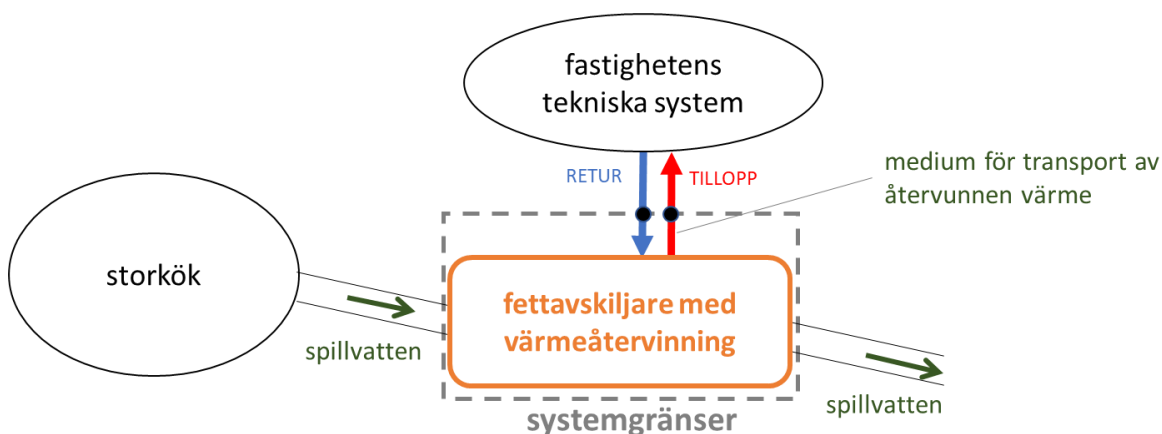 fastighetens
tekniska system
RETUR
TILLOPP
medium för transport av
återvunnen värme
storkök
fettavskiljare med
värmeåtervinning
spillvatten
spillvatten
systemgränser